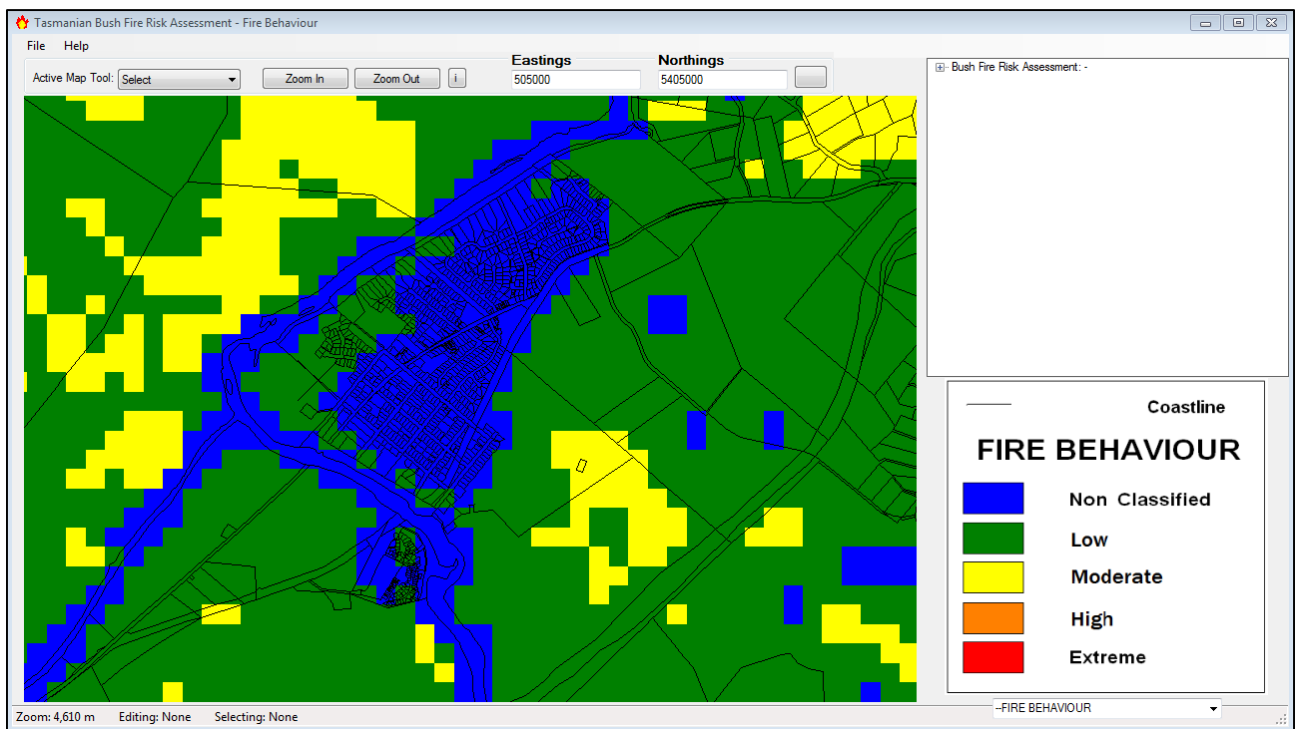 Tasmanian Bush Fire Risk Assessment - Fire Behaviour
File Help
Eastings Northings
Active Map Tool: Select Zoom In Zoom Out i 505000 5405000
Bush Fire Risk Assessment: -
Coastline
FIRE BEHAVIOUR
Non Classified
Low
Moderate
High
Extreme
--FIRE BEHAVIOUR
Zoom: 4,610 m Editing: None Selecting: None